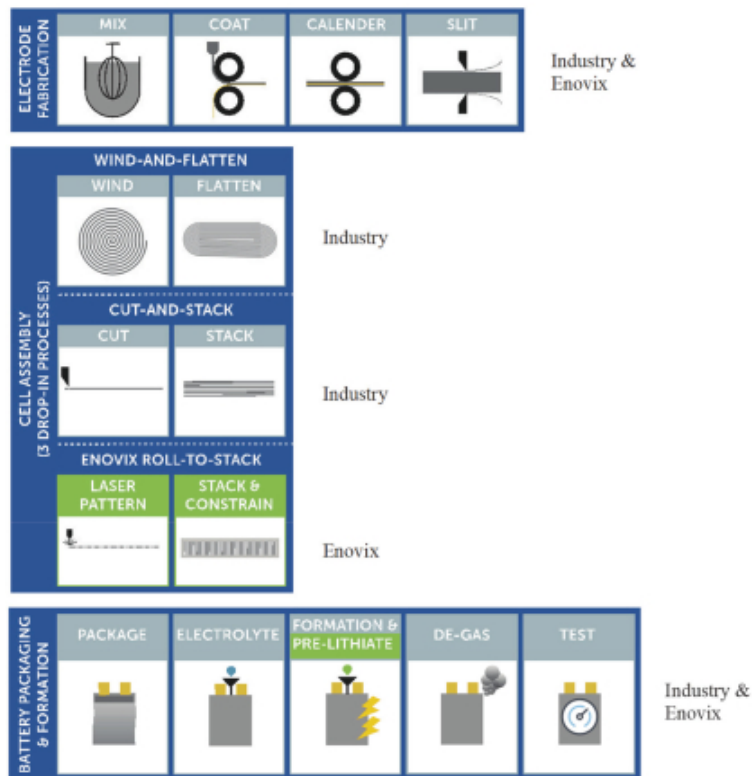 ELECTRODE
FABRICATION
MIX
COAT
CALENDER
SLIT
Industry &
Enovix
CELL ASSEMBLY
(3 DROP-IN PROCESSES)
WIND-AND-FLATTEN
WIND
FLATTEN
Industry
CUT-AND-STACK
CUT
STACK
Industry
ENOVIX ROLL-TO-STACK
LASER
PATTERN
STACK &
CONSTRAIN
Enovix
BATTERY PACKAGING
& FORMATION
PACKAGE
ELECTROLYTE
FORMATION &
PRE-LITHIATE
DE-GAS
TEST
Industry &
Enovix